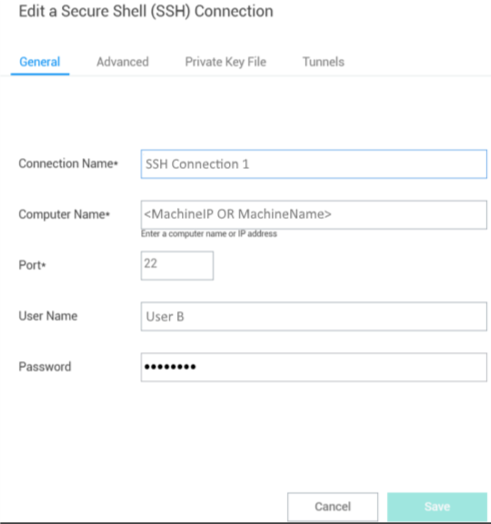 Edit a Secure Shell (SSH) Connection
General Advanced Private Key File Tunnels
Connection Name* SSH Connection 1
Computer Name* <MachineIP OR MachineName>
Enter a computer name or IP address
Port* 22
User Name User B
Password ••••••••
Cancel Save